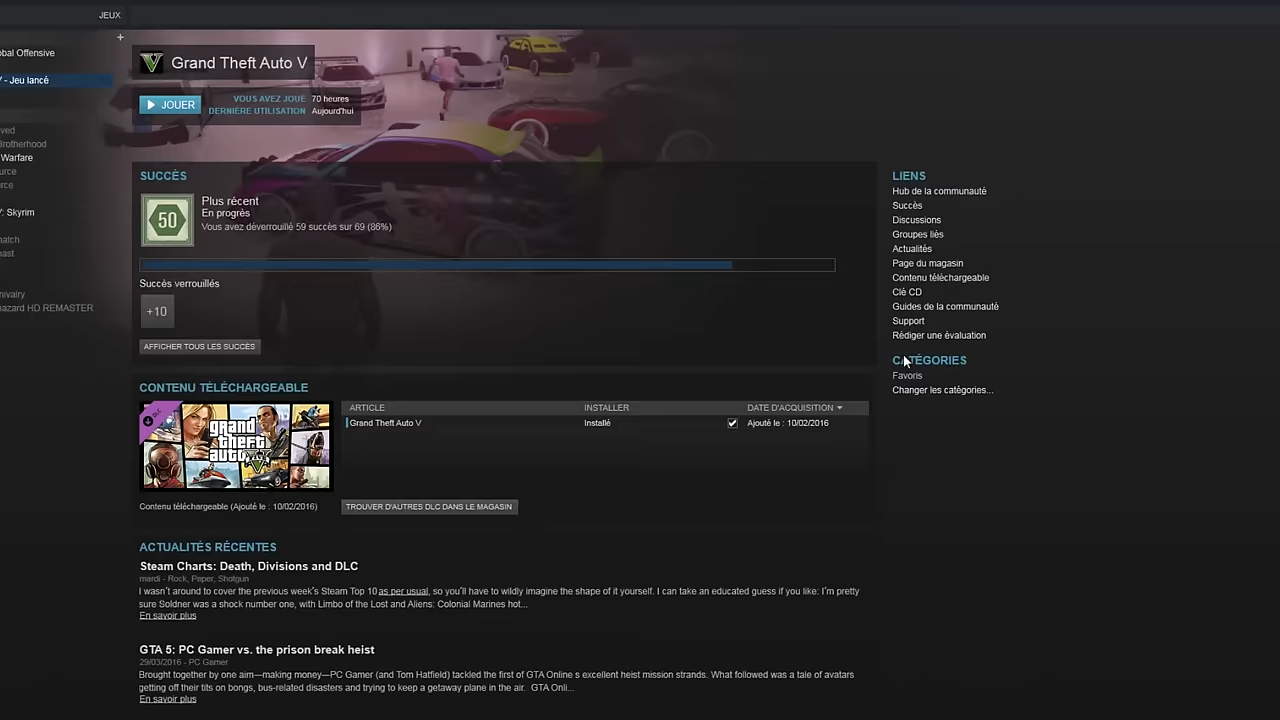 JEUX
+
obal Offensive
- Jeu lancé
ved
Brotherhood
Warfare
urce
rce
: Skyrim
natch
oast
nivalry
hazard HD REMASTER
Grand Theft Auto V
JOUER
VOUS AVEZ JOUÉ 70 heures
DERNIÈRE UTILISATION Aujourd'hui
SUCCÈS
50
Plus récent
En progrès
Vous avez déverrouillé 59 succès sur 69 (86%)
Succès verrouillés
+10
AFFICHER TOUS LES SUCCÈS
CONTENU TÉLÉCHARGEABLE
DLC
grand
theft
auto
V
ARTICLE INSTALLER DATE D'ACQUISITION
Grand Theft Auto V Installé Ajouté le : 10/02/2016
Contenu téléchargeable (Ajouté le : 10/02/2016)
TROUVER D'AUTRES DLC DANS LE MAGASIN
ACTUALITÉS RÉCENTES
Steam Charts: Death, Divisions and DLC
mardi - Rock, Paper, Shotgun
I wasn't around to cover the previous week's Steam Top 10 as per usual, so you'll have to wildly imagine the shape of it yourself. I can take an educated guess if you like: I'm pretty
sure Soldner was a shock number one, with Limbo of the Lost and Aliens: Colonial Marines hot...
En savoir plus
GTA 5: PC Gamer vs. the prison break heist
29/03/2016 - PC Gamer
Brought together by one aim—making money—PC Gamer (and Tom Hatfield) tackled the first of GTA Online s excellent heist mission strands. What followed was a tale of avatars
getting off their tits on bongs, bus-related disasters and trying to keep a getaway plane in the air. GTA Onli...
En savoir plus
LIENS
Hub de la communauté
Succès
Discussions
Groupes liés
Actualités
Page du magasin
Contenu téléchargeable
Clé CD
Guides de la communauté
Support
Rédiger une évaluation
CATÉGORIES
Favoris
Changer les catégories...